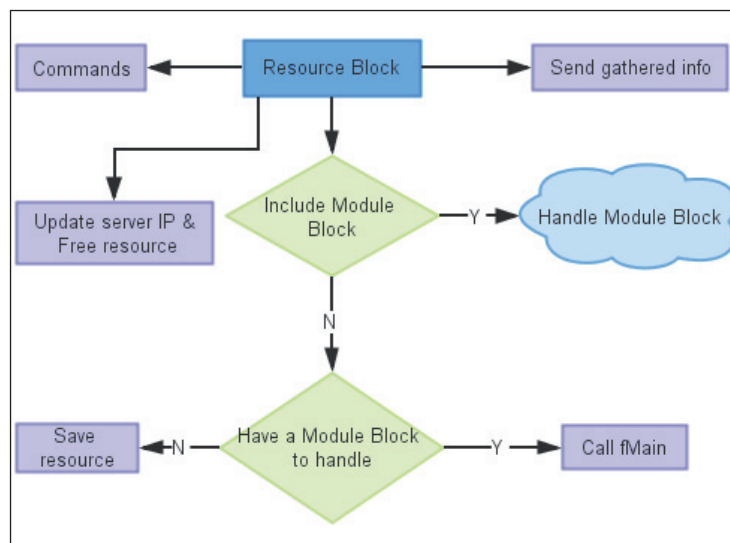 Commands
Resource Block
Send gathered info
Update server IP &
Free resource
Include Module
Block
Y
Handle Module Block
N
Have a Module Block
to handle
N
Save
resource
Y
Call fMain